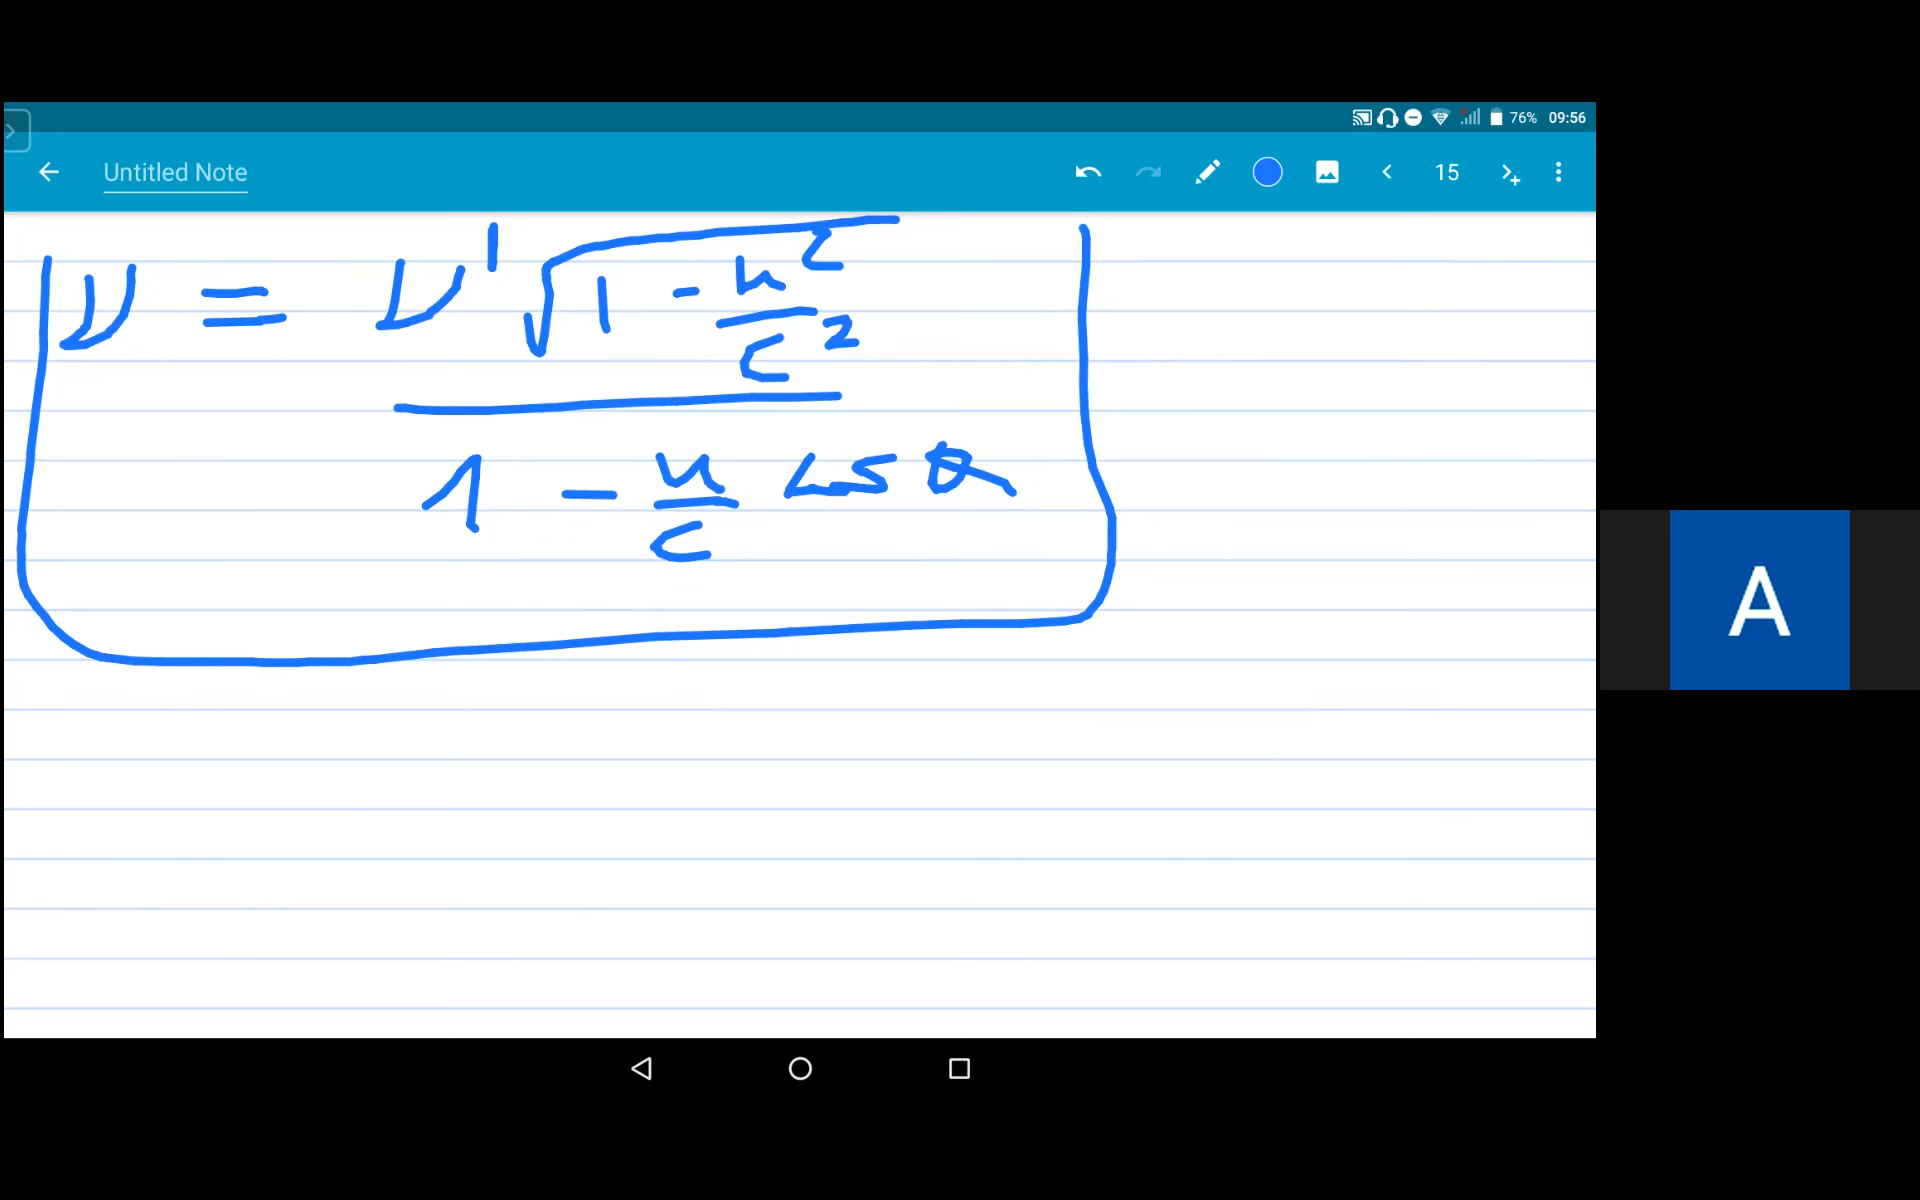 76% 09:56
Untitled Note 15
ν = ν' √(1 - u²/c²)
1 - u/c cos θ
A